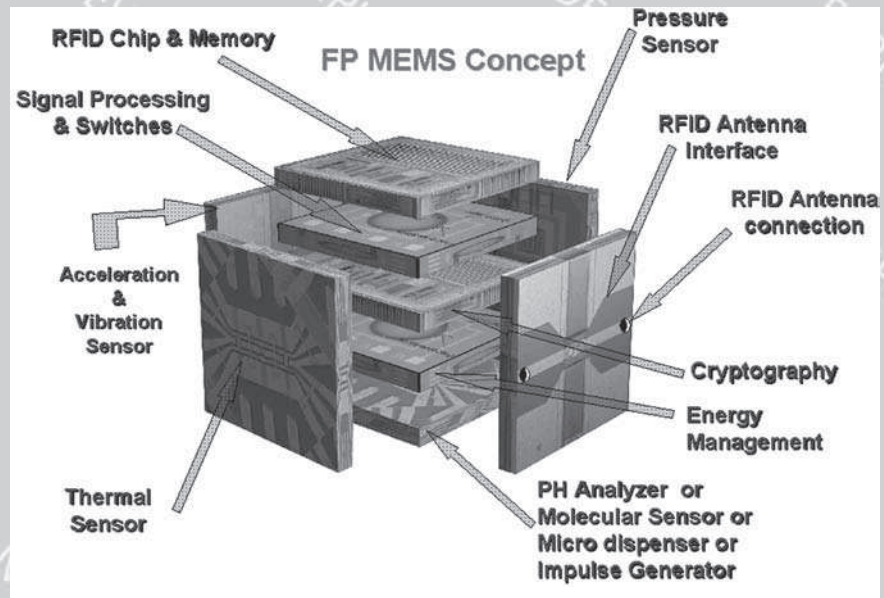 RFID Chip & Memory
FP MEMS Concept
Pressure
Sensor
Signal Processing
& Switches
RFID Antenna
Interface
RFID Antenna
connection
Acceleration
&
Vibration
Sensor
Cryptography
Energy
Management
Thermal
Sensor
PH Analyzer or
Molecular Sensor or
Micro dispenser or
Impulse Generator